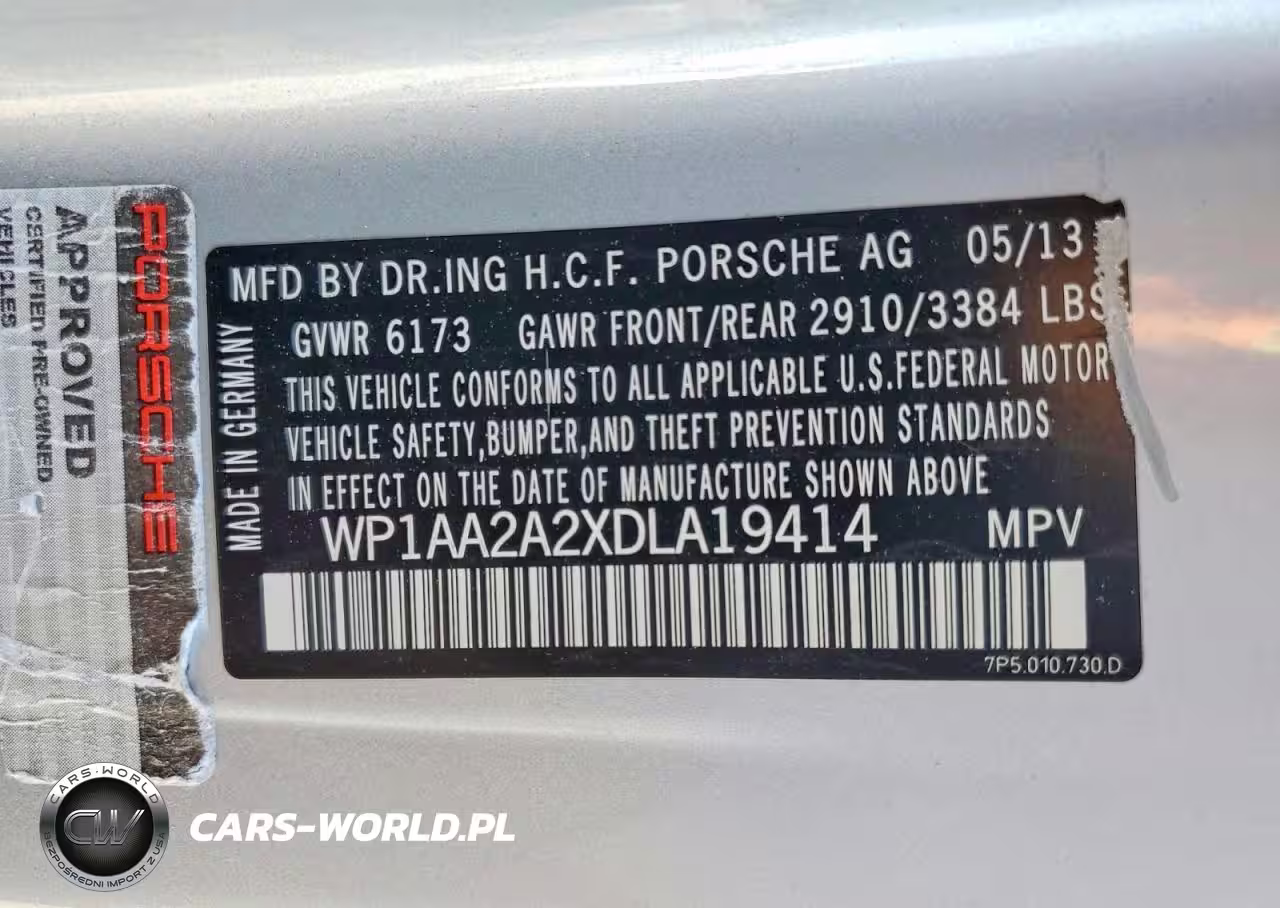 PORSCHE
APPROVED
CERTIFIED PRE-OWNED
VEHICLES
MFD BY DR.ING H.C.F. PORSCHE AG 05/13
GVWR 6173 GAWR FRONT/REAR 2910/3384 LBS
THIS VEHICLE CONFORMS TO ALL APPLICABLE U.S.FEDERAL MOTOR
VEHICLE SAFETY,BUMPER,AND THEFT PREVENTION STANDARDS
IN EFFECT ON THE DATE OF MANUFACTURE SHOWN ABOVE
MADE IN GERMANY
WP1AA2A2XDLA19414 MPV
7P5.010.730.D
CARS-WORLD
CW
BEZPOŚREDNI IMPORT Z USA
CARS-WORLD.PL